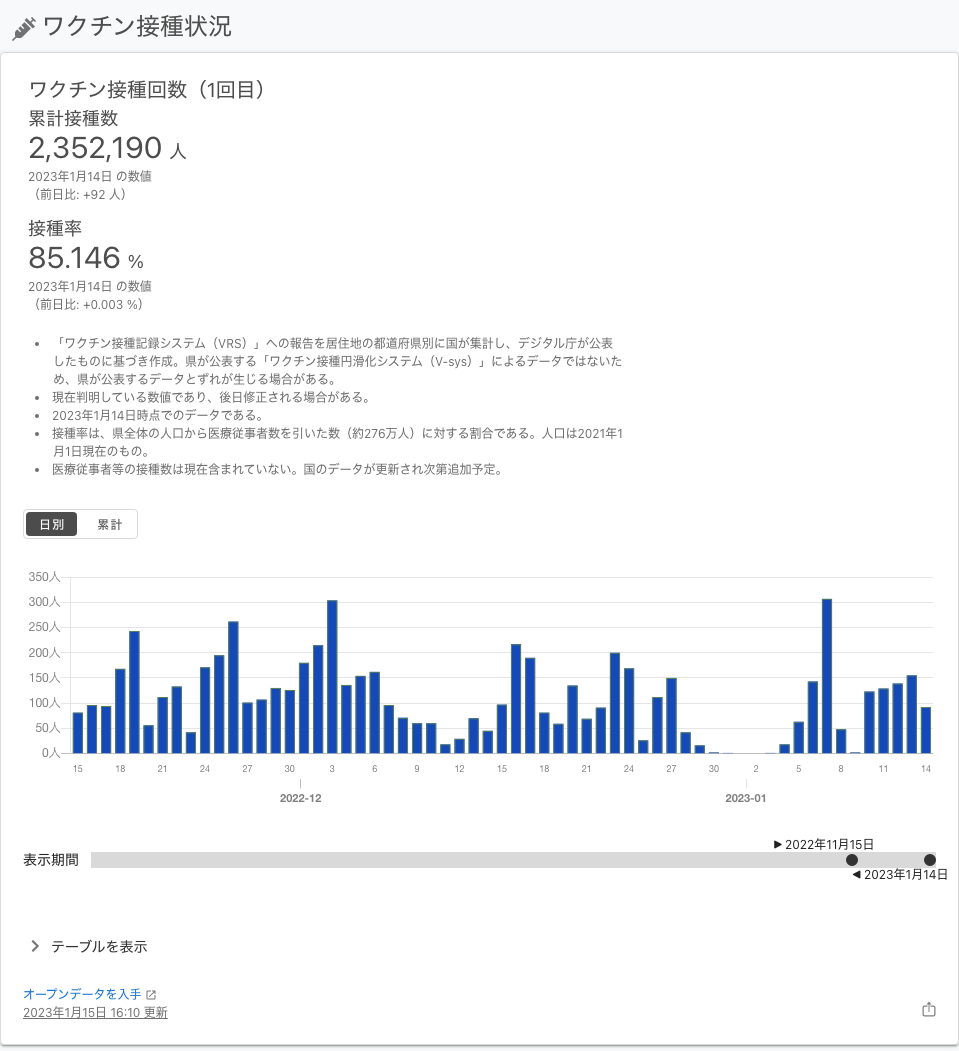 ワクチン接種状況
ワクチン接種回数（1回目）
累計接種数
2,352,190 人
2023年1月14日 の数値
（前日比: +92 人）
接種率
85.146 %
2023年1月14日 の数値
（前日比: +0.003 %）
• 「ワクチン接種記録システム（VRS）」への報告を居住地の都道府県別に国が集計し、デジタル庁が公表
したものに基づき作成。県が公表する「ワクチン接種円滑化システム（V-sys）」によるデータではないた
め、県が公表するデータとずれが生じる場合がある。
• 現在判明している数値であり、後日修正される場合がある。
• 2023年1月14日時点でのデータである。
• 接種率は、県全体の人口から医療従事者数を引いた数（約276万人）に対する割合である。人口は2021年1
月1日現在のもの。
• 医療従事者等の接種数は現在含まれていない。国のデータが更新され次第追加予定。
日別 累計
350人
300人
250人
200人
150人
100人
50人
0人
15 18 21 24 27 30 3 6 9 12 15 18 21 24 27 30 2 5 8 11 14
2022-12 2023-01
▶ 2022年11月15日
表示期間
◀ 2023年1月14日
テーブルを表示
オープンデータを入手
2023年1月15日 16:10 更新